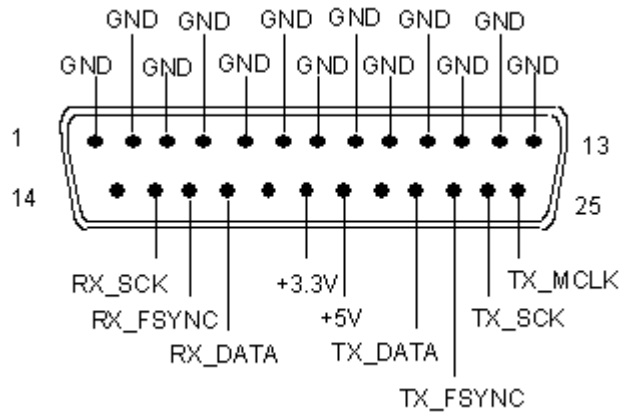 GND GND GND GND GND GND
GND GND GND GND GND GND GND
1 13
14 25
RX_SCK +3.3V TX_MCLK
RX_FSYNC +5V TX_SCK
RX_DATA TX_DATA
TX_FSYNC